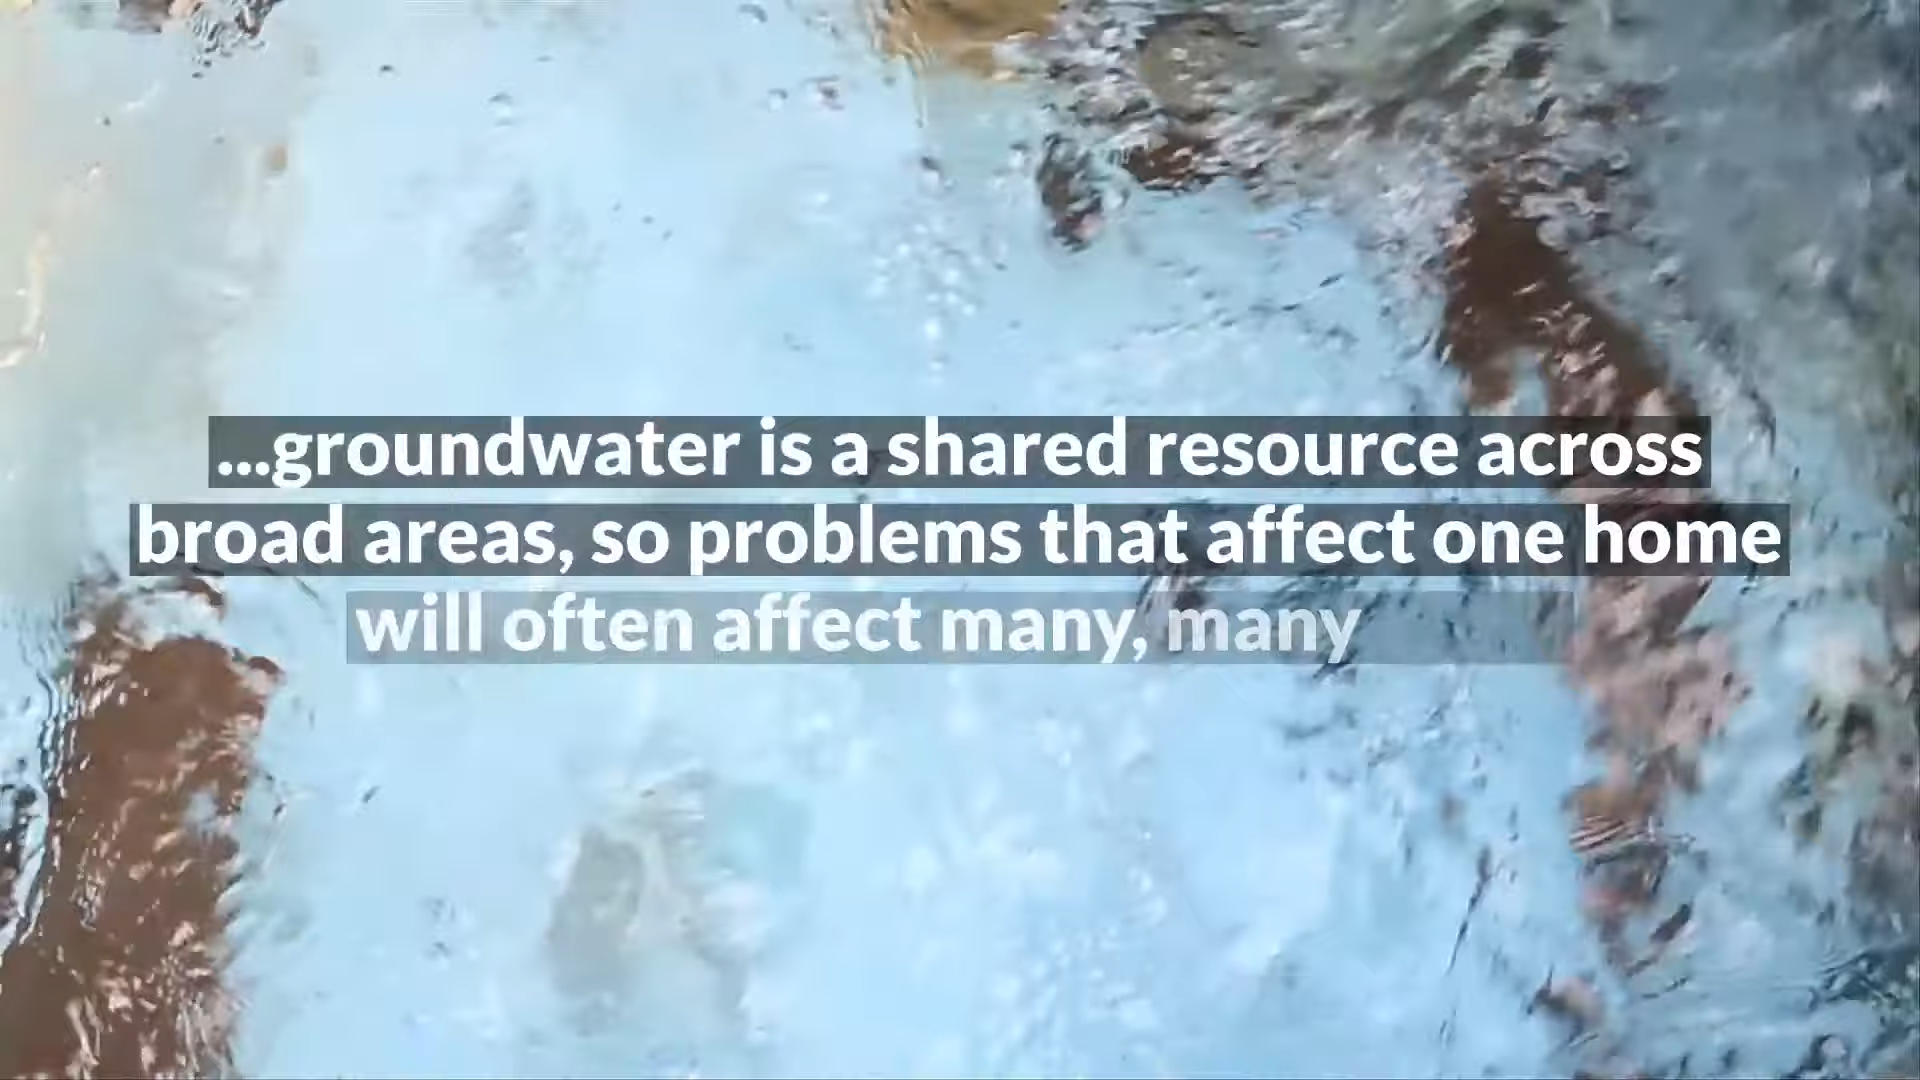 ...groundwater is a shared resource across
broad areas, so problems that affect one home
will often affect many, many